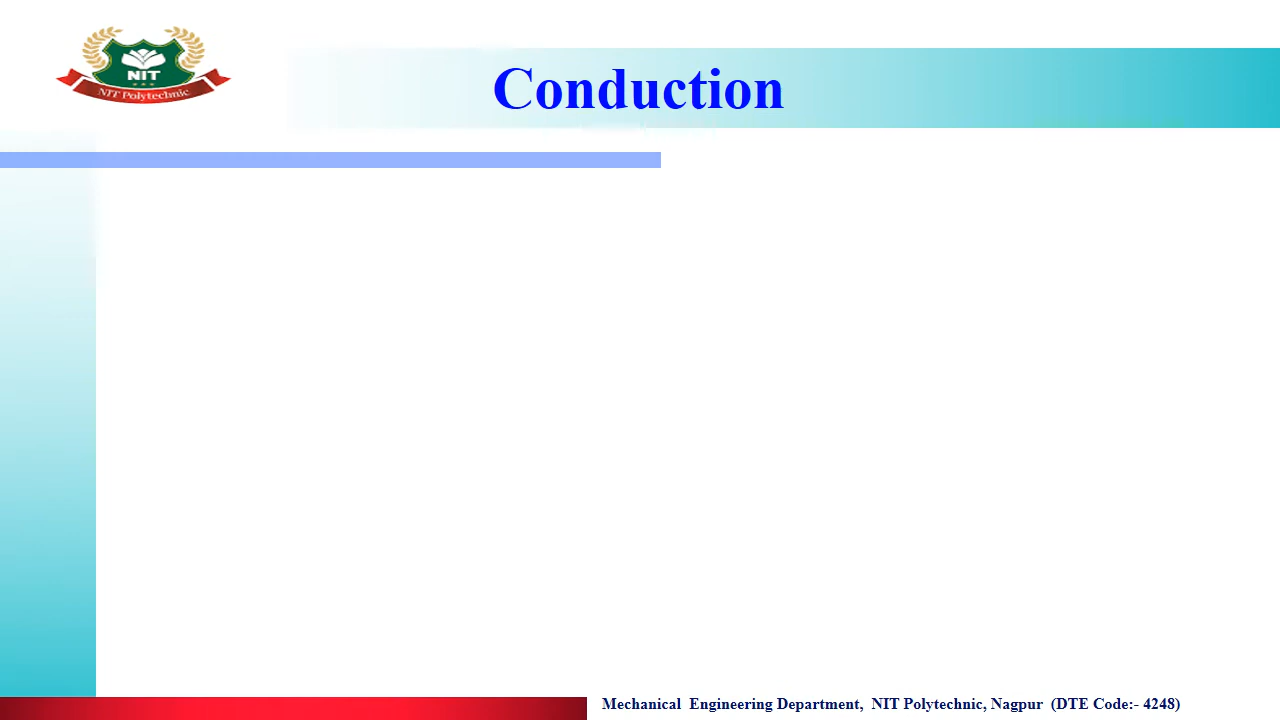 NIT
NIT Polytechnic
Conduction
Mechanical Engineering Department, NIT Polytechnic, Nagpur (DTE Code:- 4248)